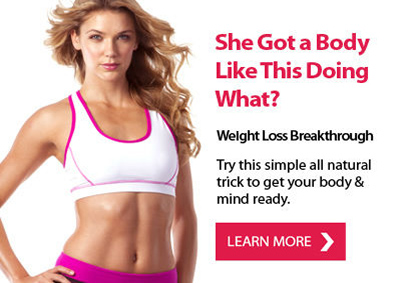 She Got a Body
Like This Doing
What?
Weight Loss Breakthrough
Try this simple all natural
trick to get your body &
mind ready.
LEARN MORE